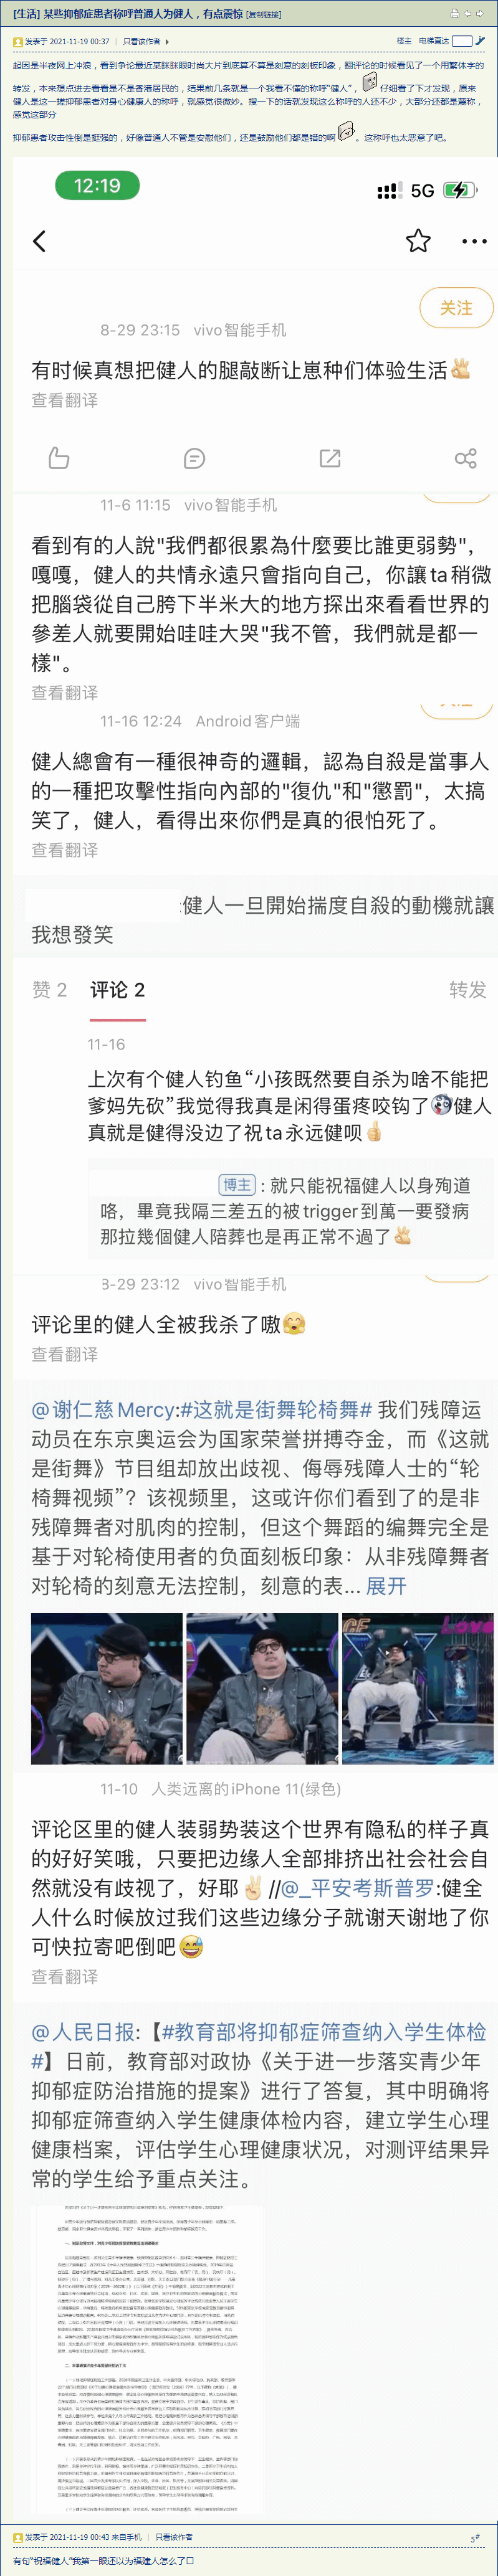 [生活] 某些抑郁症患者称呼普通人为健人，有点震惊 [复制链接]
发表于 2021-11-19 00:37 | 只看该作者
楼主 电梯直达
起因是半夜网上冲浪，看到争论最近某眯眯眼时尚大片到底算不算是刻意的刻板印象，翻评论的时候看见了一个用繁体字的
转发，本来想点进去看看是不是香港居民的，结果前几条就是一个我看不懂的称呼"健人"，仔细看了下才发现，原来
健人是这一搓抑郁患者对身心健康人的称呼，就感觉很微妙。搜一下的话就发现这么称呼的人还不少，大部分还都是蔑称，
感觉这部分
抑郁患者攻击性倒是挺强的，好像普通人不管是安慰他们，还是鼓励他们都是错的啊。这称呼也太恶意了吧。
12:19
5G
关注
8-29 23:15 vivo智能手机
有时候真想把健人的腿敲断让崽种们体验生活✌
查看翻译
11-6 11:15 vivo智能手机
看到有的人說"我們都很累為什麼要比誰更弱勢"，
嘎嘎，健人的共情永遠只會指向自己，你讓ta稍微
把腦袋從自己胯下半米大的地方探出來看看世界的
參差人就要開始哇哇大哭"我不管，我們就是都一
樣"。
查看翻译
11-16 12:24 Android客户端
健人總會有一種很神奇的邏輯，認為自殺是當事人
的一種把攻擊性指向內部的"復仇"和"懲罰"，太搞
笑了，健人，看得出來你們是真的很怕死了。
查看翻译
:健人一旦開始揣度自殺的動機就讓
我想發笑
赞 2 评论 2 转发
11-16
上次有个健人钓鱼“小孩既然要自杀为啥不能把
爹妈先砍”我觉得我真是闲得蛋疼咬钩了健人
真就是健得没边了祝ta永远健呗👍
博主：就只能祝福健人以身殉道
咯，畢竟我隔三差五的被trigger到萬一要發病
那拉幾個健人陪葬也是再正常不過了✌
8-29 23:12 vivo智能手机
评论里的健人全被我杀了嗷🤗
查看翻译
@谢仁慈Mercy:#这就是街舞轮椅舞# 我们残障运
动员在东京奥运会为国家荣誉拼搏夺金，而《这就
是街舞》节目组却放出歧视、侮辱残障人士的“轮
椅舞视频”？该视频里，这或许你们看到了的是非
残障舞者对肌肉的控制，但这个舞蹈的编舞完全是
基于对轮椅使用者的负面刻板印象：从非残障舞者
对轮椅的刻意无法控制，刻意的表... 展开
11-10 人类远离的iPhone 11(绿色)
评论区里的健人装弱势装这个世界有隐私的样子真
的好好笑哦，只要把边缘人全部排挤出社会社会自
然就没有歧视了，好耶✌//@_平安考斯普罗:健全
人什么时候放过我们这些边缘分子就谢天谢地了你
可快拉寄吧倒吧😅
查看翻译
@人民日报:【#教育部将抑郁症筛查纳入学生体检
#】日前，教育部对政协《关于进一步落实青少年
抑郁症防治措施的提案》进行了答复，其中明确将
抑郁症筛查纳入学生健康体检内容，建立学生心理
健康档案，评估学生心理健康状况，对测评结果异
常的学生给予重点关注。
发表于 2021-11-19 00:43 来自手机 | 只看该作者
5#
有句"祝福健人"我第一眼还以为福建人怎么了